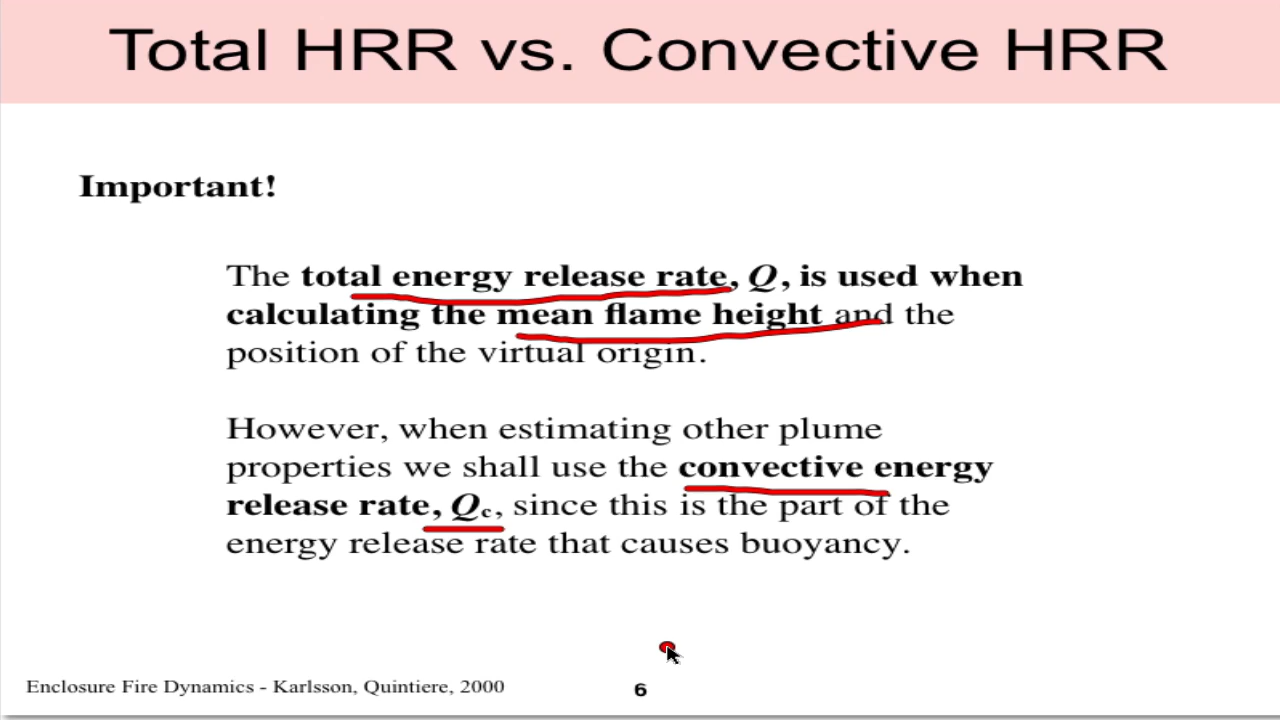 Total HRR vs. Convective HRR
Important!
The total energy release rate, Q, is used when
calculating the mean flame height and the
position of the virtual origin.
However, when estimating other plume
properties we shall use the convective energy
release rate, Qc, since this is the part of the
energy release rate that causes buoyancy.
Enclosure Fire Dynamics - Karlsson, Quintiere, 2000
6